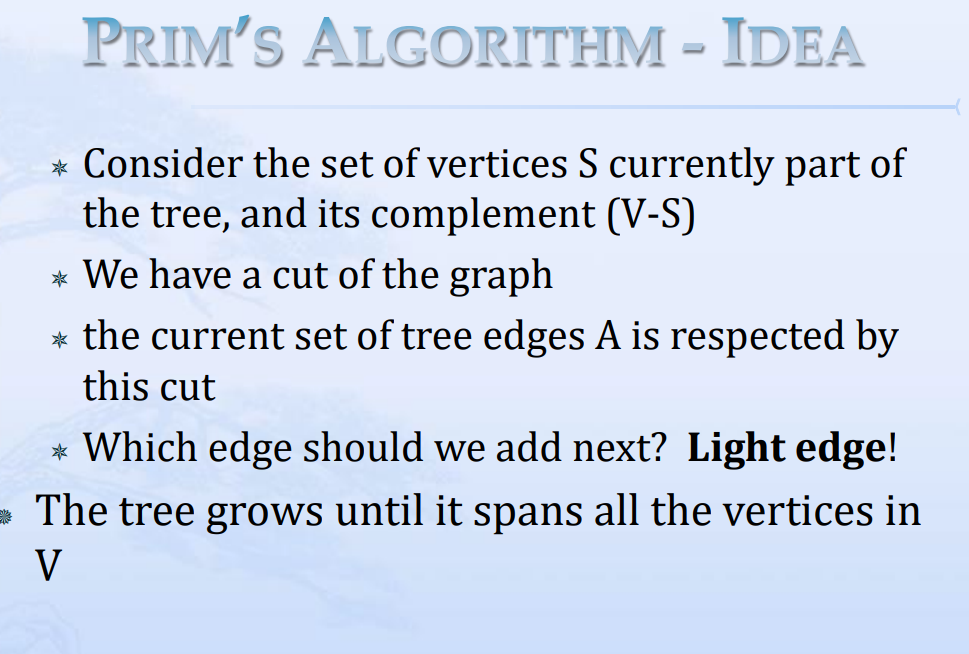 PRIM'S ALGORITHM - IDEA
Consider the set of vertices S currently part of
the tree, and its complement (V-S)
We have a cut of the graph
the current set of tree edges A is respected by
this cut
Which edge should we add next? Light edge!
The tree grows until it spans all the vertices in
V